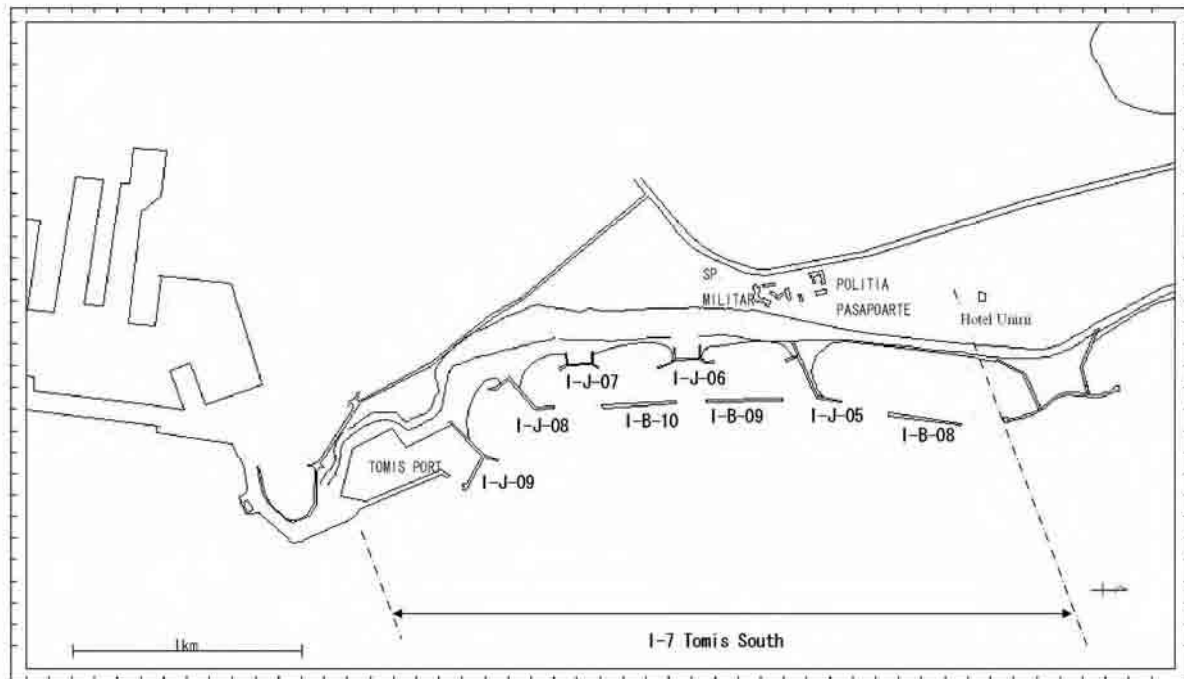 SP.
MILITAR
POLITIA
PASAPOARTE
Hotel Unirii
I-J-07
I-J-06
I-J-08
I-B-10
I-B-09
I-J-05
I-B-08
TOMIS PORT
I-J-09
I-7 Tomis South
1km